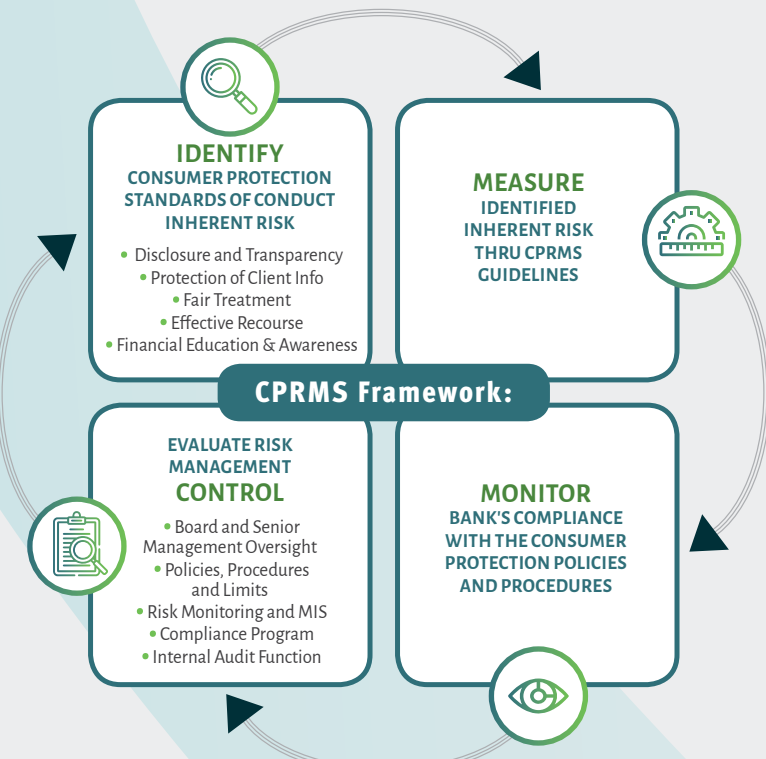 IDENTIFY
CONSUMER PROTECTION
STANDARDS OF CONDUCT
INHERENT RISK
• Disclosure and Transparency
• Protection of Client Info
• Fair Treatment
• Effective Recourse
• Financial Education & Awareness
MEASURE
IDENTIFIED
INHERENT RISK
THRU CPRMS
GUIDELINES
CPRMS Framework:
EVALUATE RISK
MANAGEMENT
CONTROL
• Board and Senior
Management Oversight
• Policies, Procedures
and Limits
• Risk Monitoring and MIS
• Compliance Program
• Internal Audit Function
MONITOR
BANK'S COMPLIANCE
WITH THE CONSUMER
PROTECTION POLICIES
AND PROCEDURES